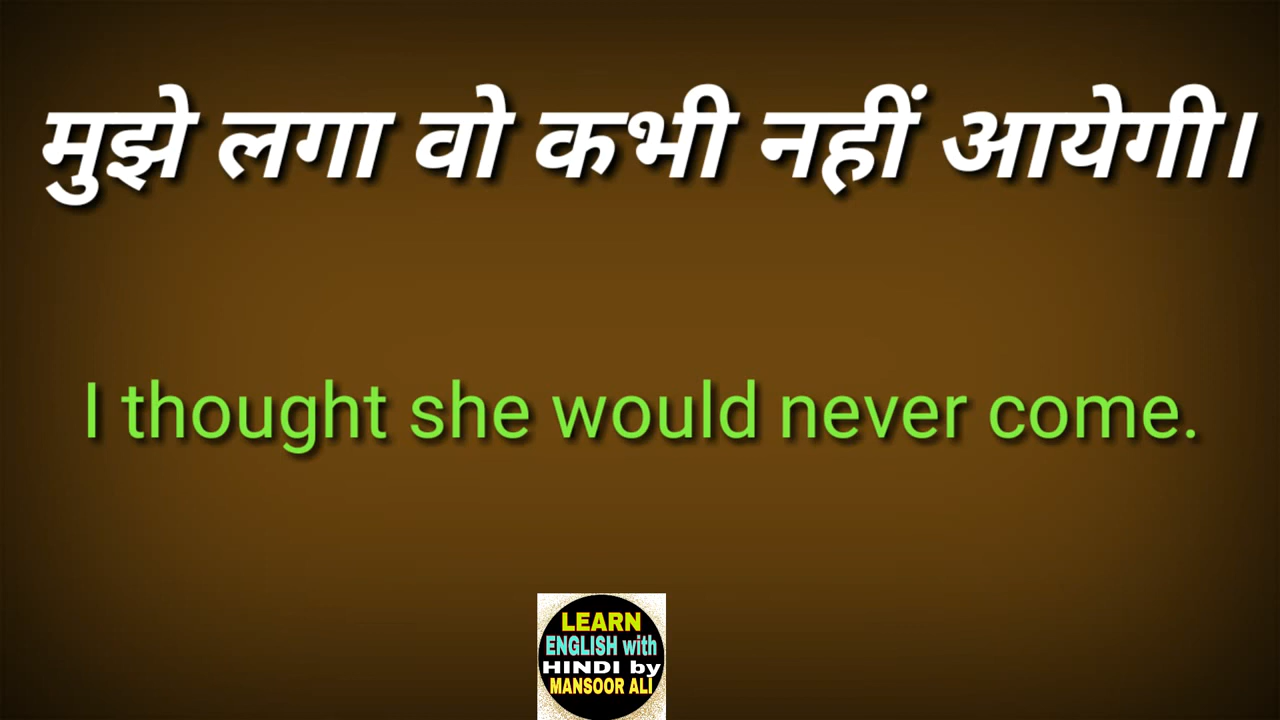 मुझे लगा वो कभी नहीं आयेगी।
I thought she would never come.
LEARN
ENGLISH with
HINDI by
MANSOOR ALI